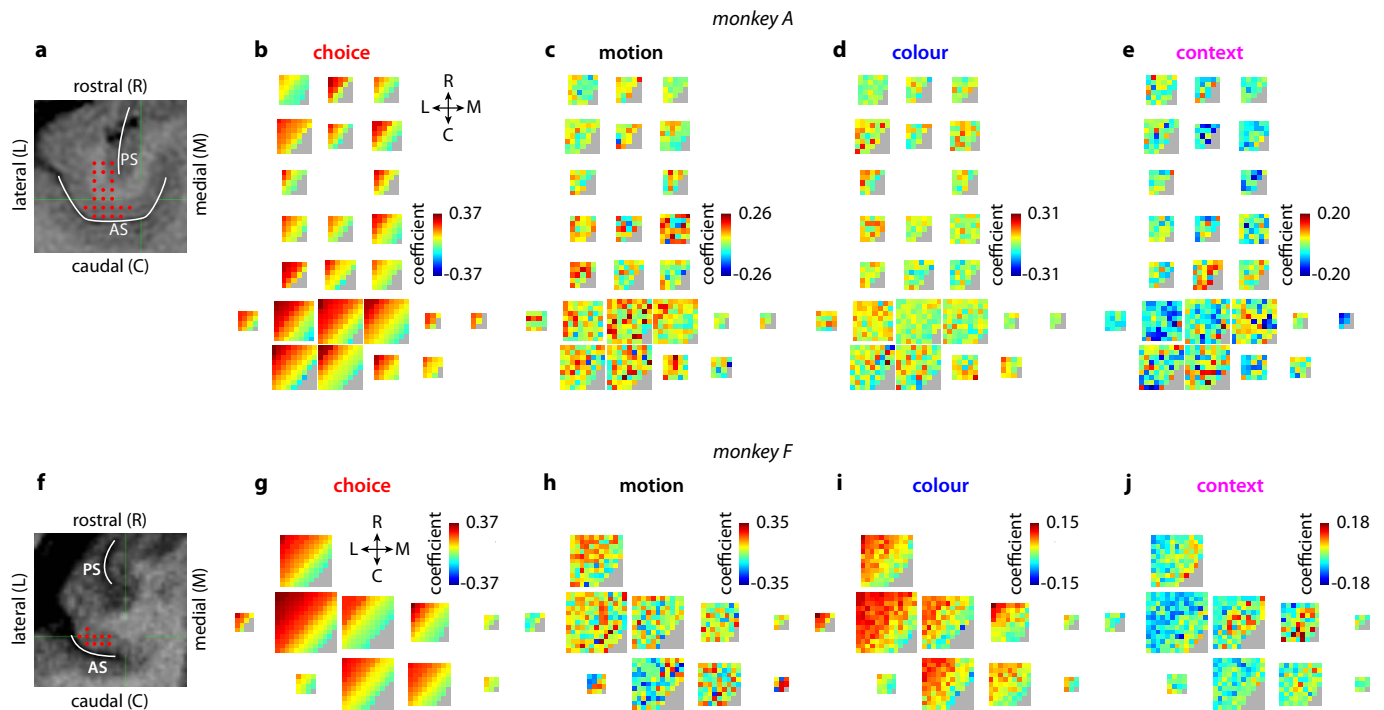 monkey A
a
b choice
c motion
d colour
e context
rostral (R)
lateral (L)
medial (M)
PS
AS
caudal (C)
R
L M
C
coefficient
0.37
-0.37
coefficient
0.26
-0.26
coefficient
0.31
-0.31
coefficient
0.20
-0.20
monkey F
f
g choice
h motion
i colour
j context
rostral (R)
lateral (L)
medial (M)
PS
AS
caudal (C)
R
L M
C
coefficient
0.37
-0.37
coefficient
0.35
-0.35
coefficient
0.15
-0.15
coefficient
0.18
-0.18